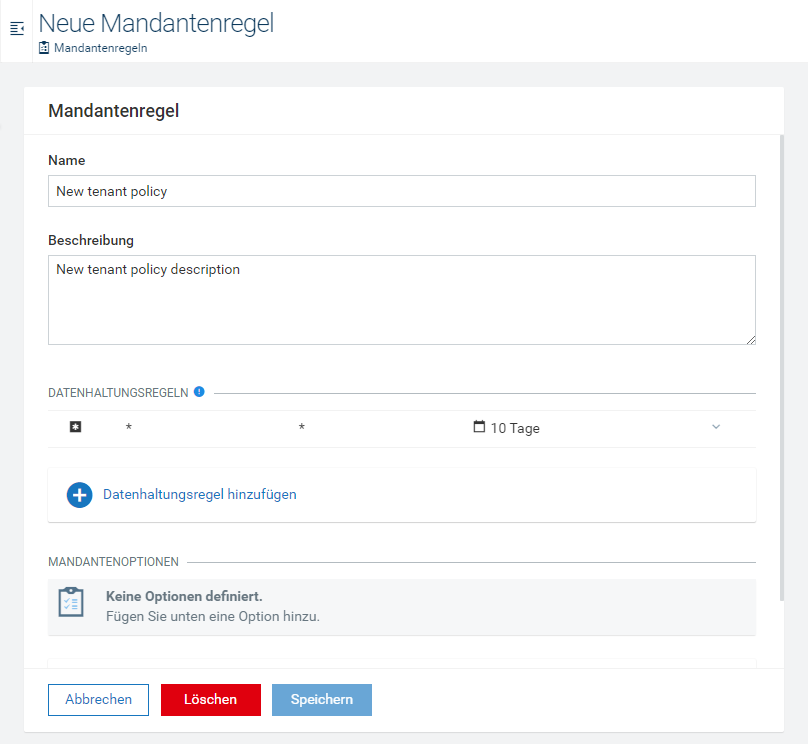 Neue Mandantenregel
Mandantenregeln
Mandantenregel
Name
New tenant policy
Beschreibung
New tenant policy description
DATENHALTUNGSREGELN
* * 10 Tage
Datenhaltungsregel hinzufügen
MANDANTENOPTIONEN
Keine Optionen definiert.
Fügen Sie unten eine Option hinzu.
Abbrechen Löschen Speichern